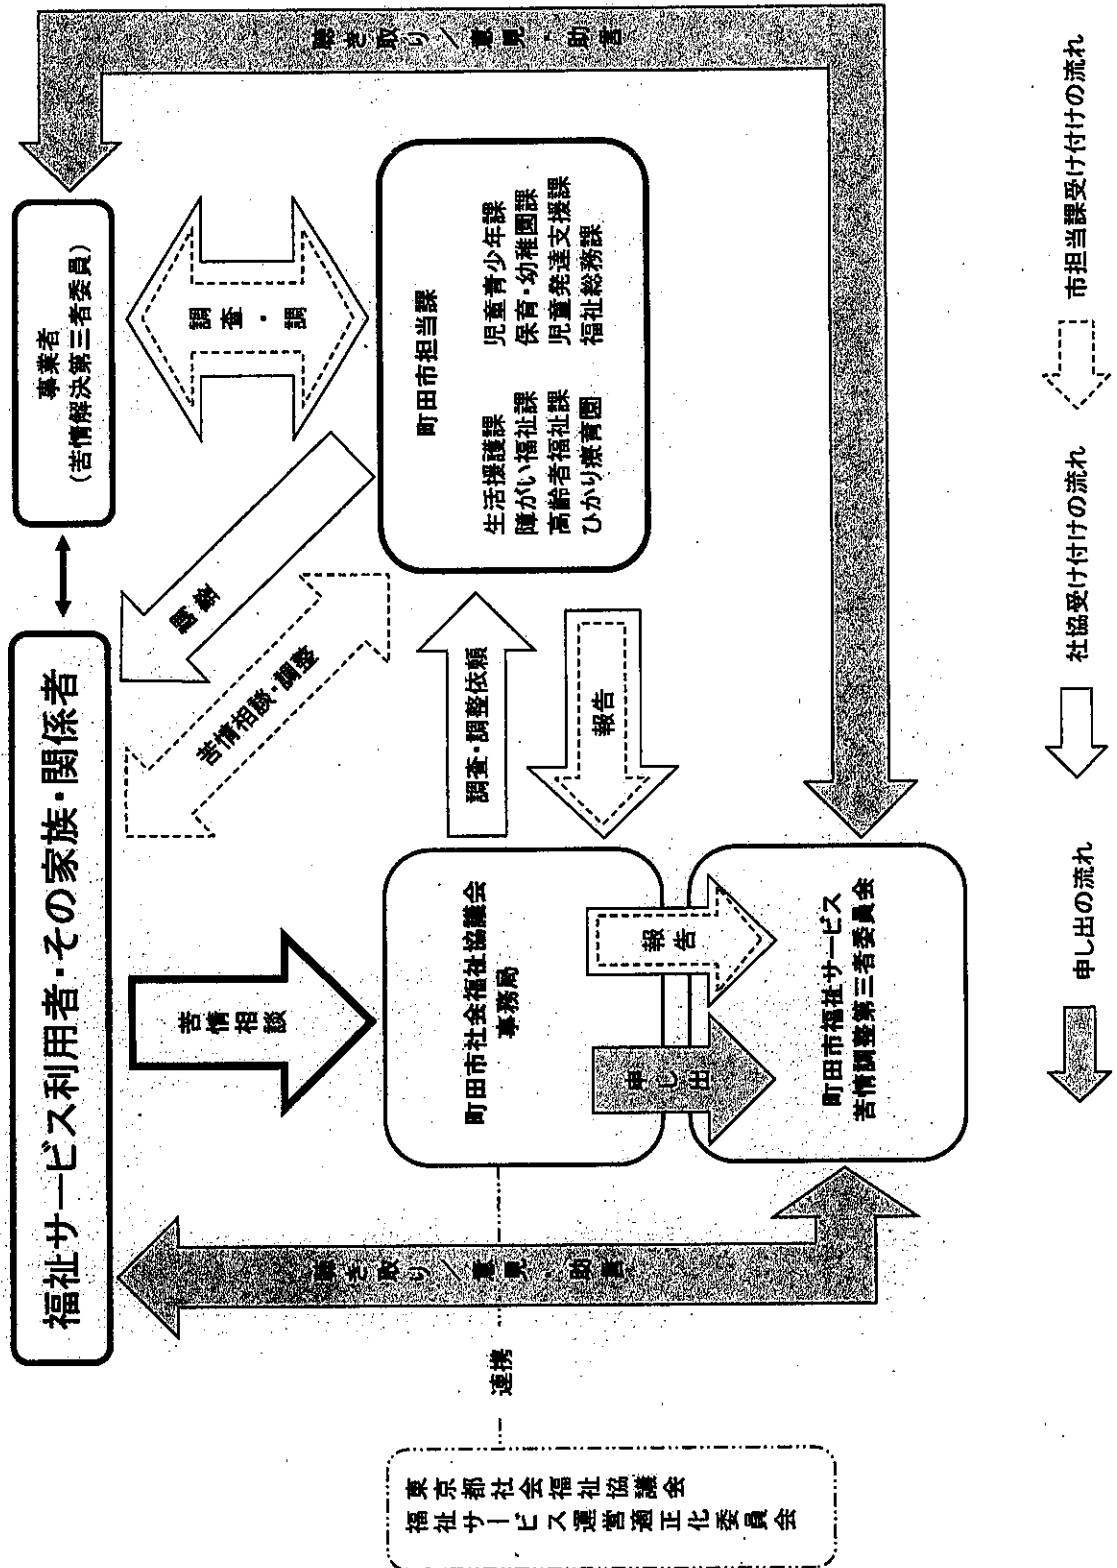 福祉サービス利用者・その家族・関係者
事業者
(苦情解決第三者委員)
聴き取り/意見・助言
苦情相談
苦情相談・調整
調査・調
町田市担当課
生活援護課 児童青少年課
障がい福祉課 保育・幼稚園課
高齢者福祉課 児童発達支援課
ひかり療育園 福祉総務課
調査・調整依頼
報告
町田市社会福祉協議会
事務局
申し出
報告
町田市福祉サービス
苦情調整第三者委員会
聴き取り/意見・助言
連携
東京都社会福祉協議会
福祉サービス運営適正化委員会
申し出の流れ
社協受け付けの流れ
市担当課受け付けの流れ